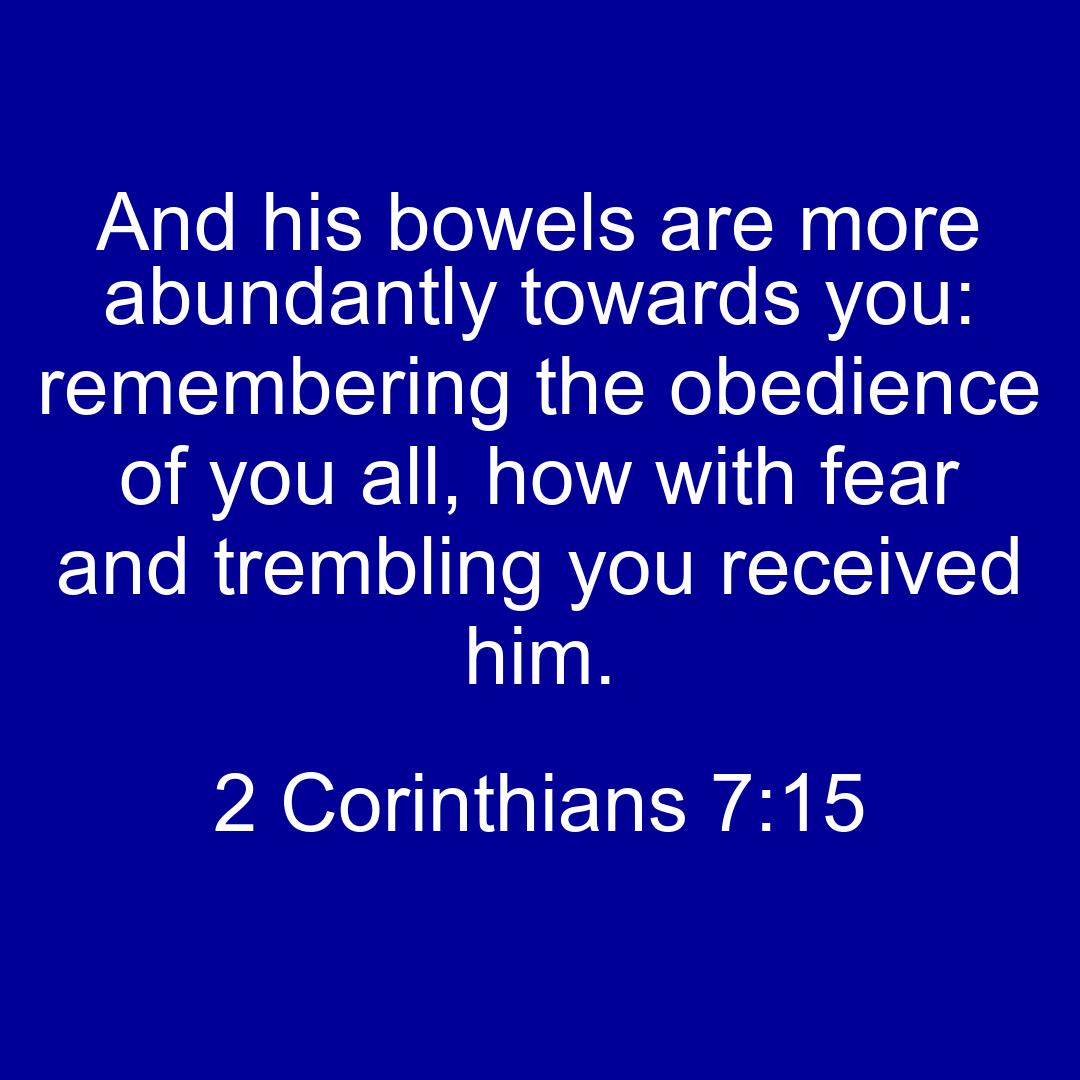 And his bowels are more
abundantly towards you:
remembering the obedience
of you all, how with fear
and trembling you received
him.
2 Corinthians 7:15